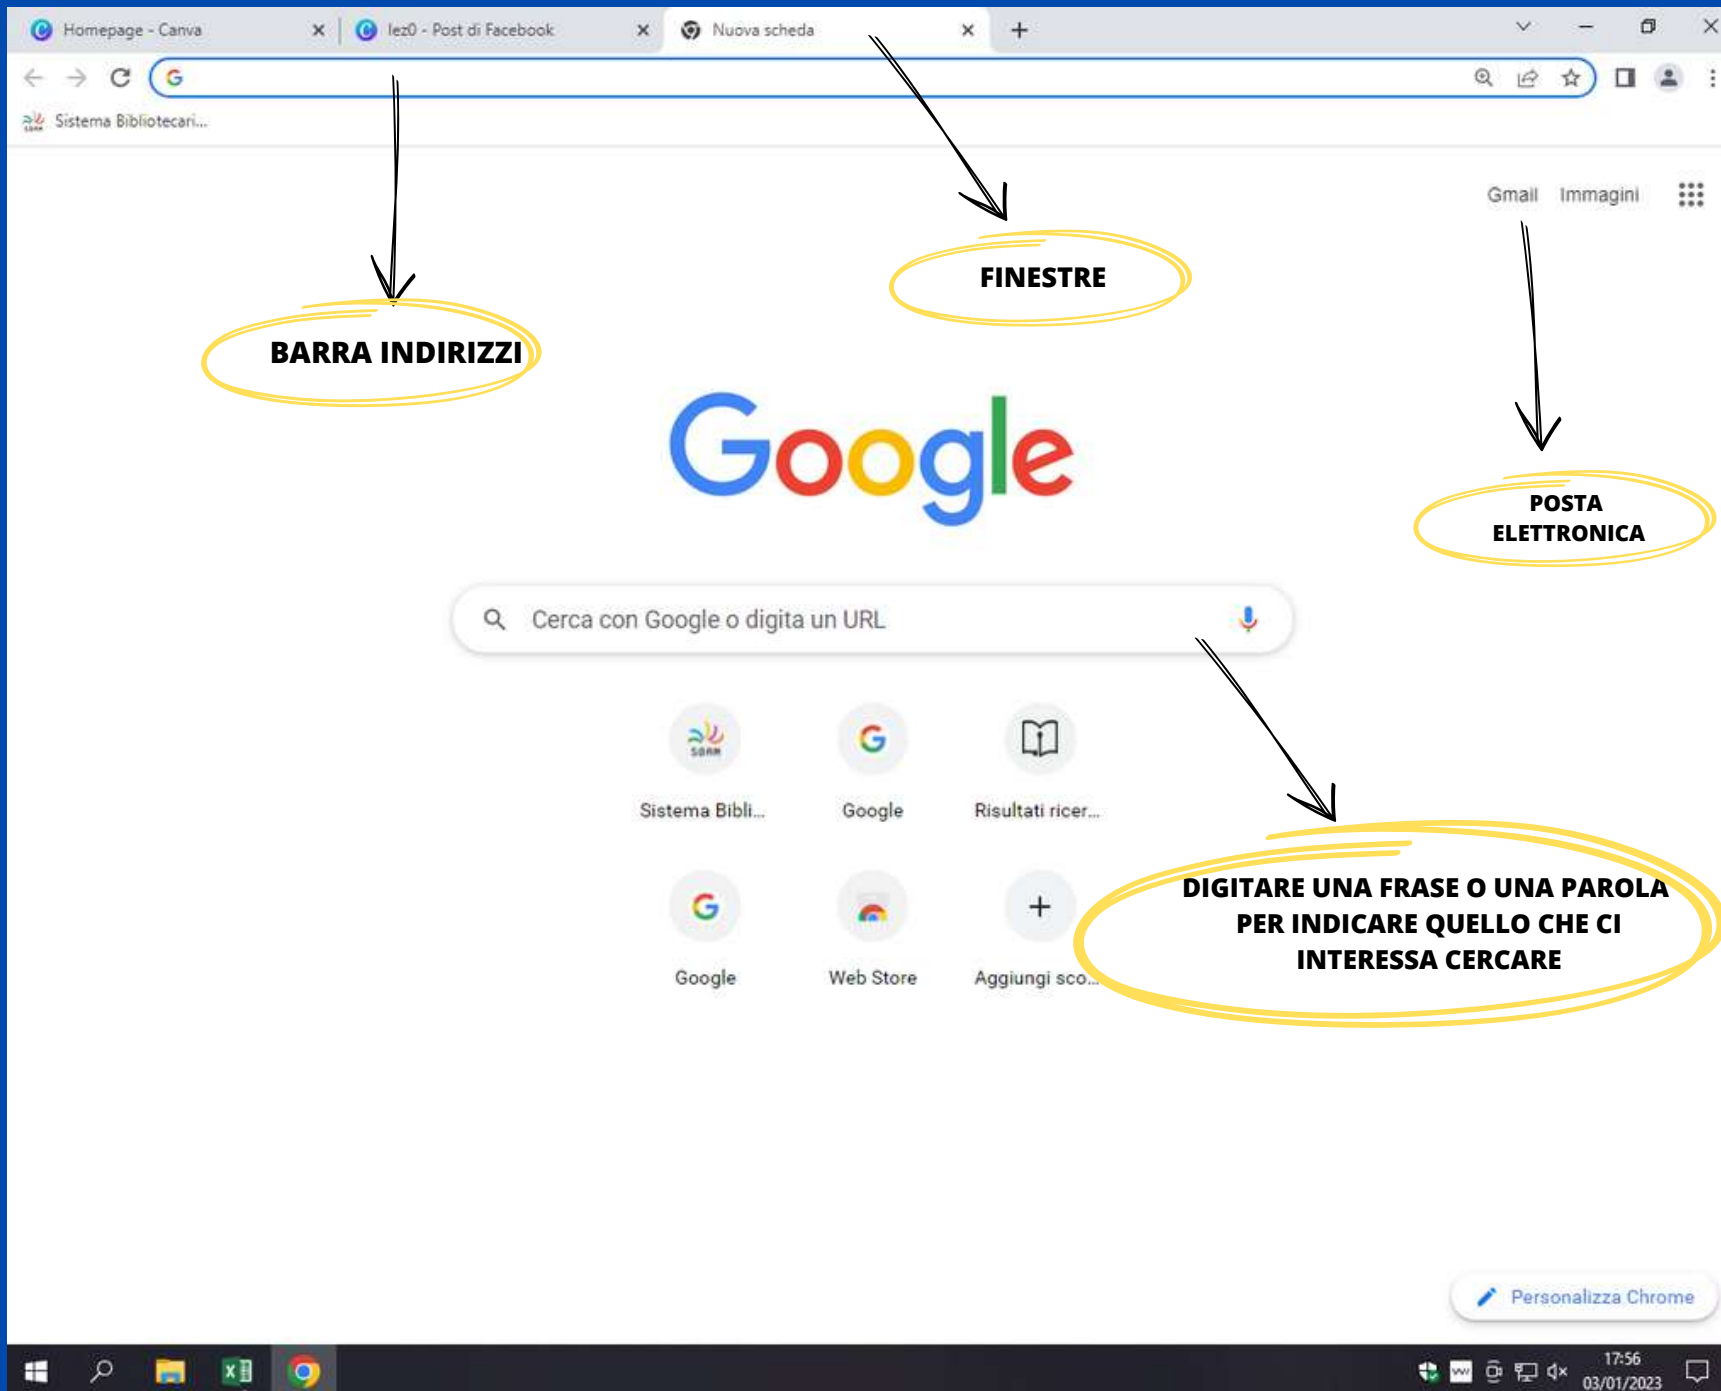 Homepage - Canva
lez0 - Post di Facebook
Nuova scheda
G
Sistema Bibliotecari...
Gmail Immagini
FINESTRE
BARRA INDIRIZZI
Google
POSTA
ELETTRONICA
Cerca con Google o digita un URL
SBAM
Sistema Bibli...
Google
Risultati ricer...
DIGITARE UNA FRASE O UNA PAROLA
PER INDICARE QUELLO CHE CI
INTERESSA CERCARE
Google
Web Store
Aggiungi sco...
Personalizza Chrome
17:56
03/01/2023